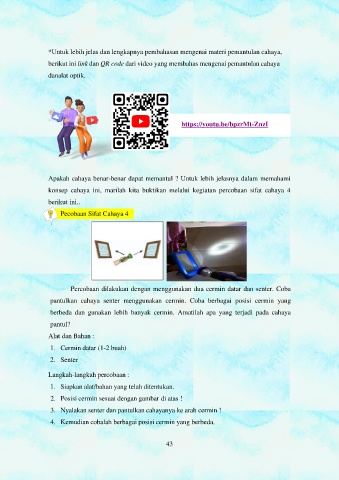 *Untuk lebih jelas dan lengkapnya pembahasan mengenai materi pemantulan cahaya,
berikut ini link dan QR code dari video yang membahas mengenai pemantulan cahaya
danalat optik.
https://youtu.be/hpzrMt-ZnzI
Apakah cahaya benar-benar dapat memantul ? Untuk lebih jelasnya dalam memahami
konsep cahaya ini, marilah kita buktikan melalui kegiatan percobaan sifat cahaya 4
berikut ini..
Pecobaan Sifat Cahaya 4
Percobaan dilakukan dengan menggunakan dua cermin datar dan senter. Coba
pantulkan cahaya senter menggunakan cermin. Coba berbagai posisi cermin yang
berbeda dan gunakan lebih banyak cermin. Amatilah apa yang terjadi pada cahaya
pantul?
Alat dan Bahan :
1. Cermin datar (1-2 buah)
2. Senter
Langkah-langkah percobaan :
1. Siapkan alat/bahan yang telah ditentukan.
2. Posisi cermin sesuai dengan gambar di atas !
3. Nyalakan senter dan pantulkan cahayanya ke arah cermin !
4. Kemudian cobalah berbagai posisi cermin yang berbeda.
43